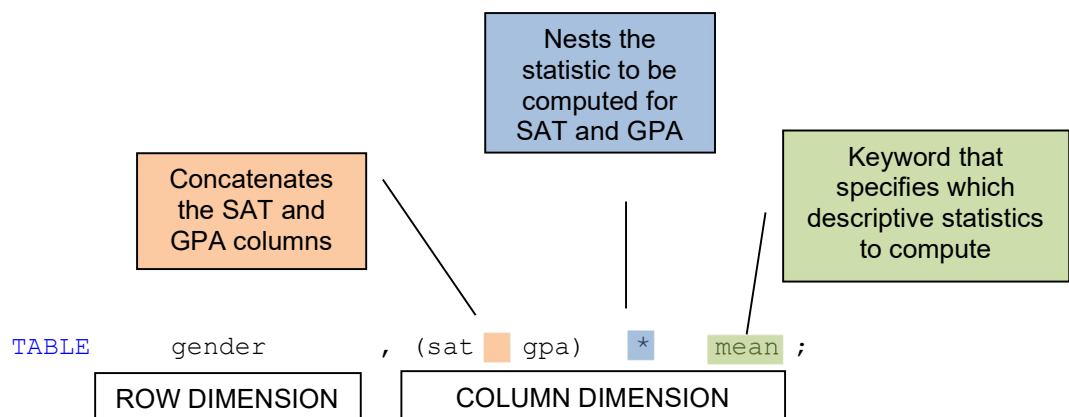 Nests the
statistic to be
computed for
SAT and GPA
Concatenates
the SAT and
GPA columns
Keyword that
specifies which
descriptive statistics
to compute
TABLE gender , (sat gpa) * mean ;
ROW DIMENSION
COLUMN DIMENSION